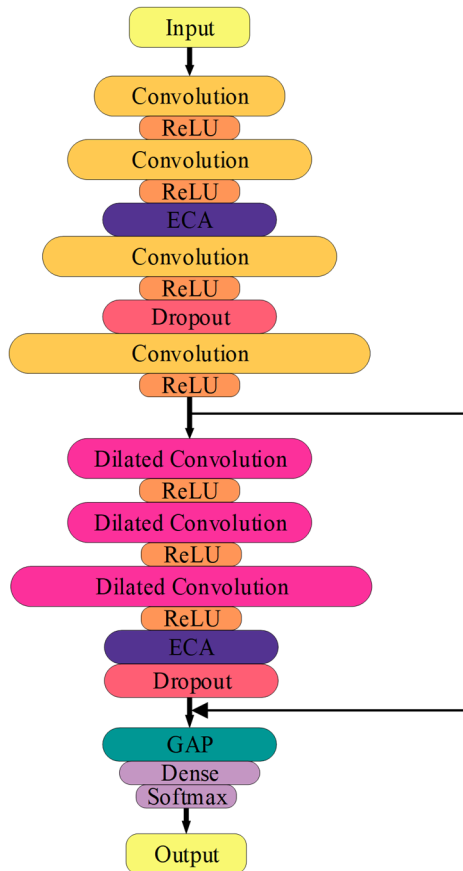 Input
Convolution
ReLU
Convolution
ReLU
ECA
Convolution
ReLU
Dropout
Convolution
ReLU
Dilated Convolution
ReLU
Dilated Convolution
ReLU
Dilated Convolution
ReLU
ECA
Dropout
GAP
Dense
Softmax
Output